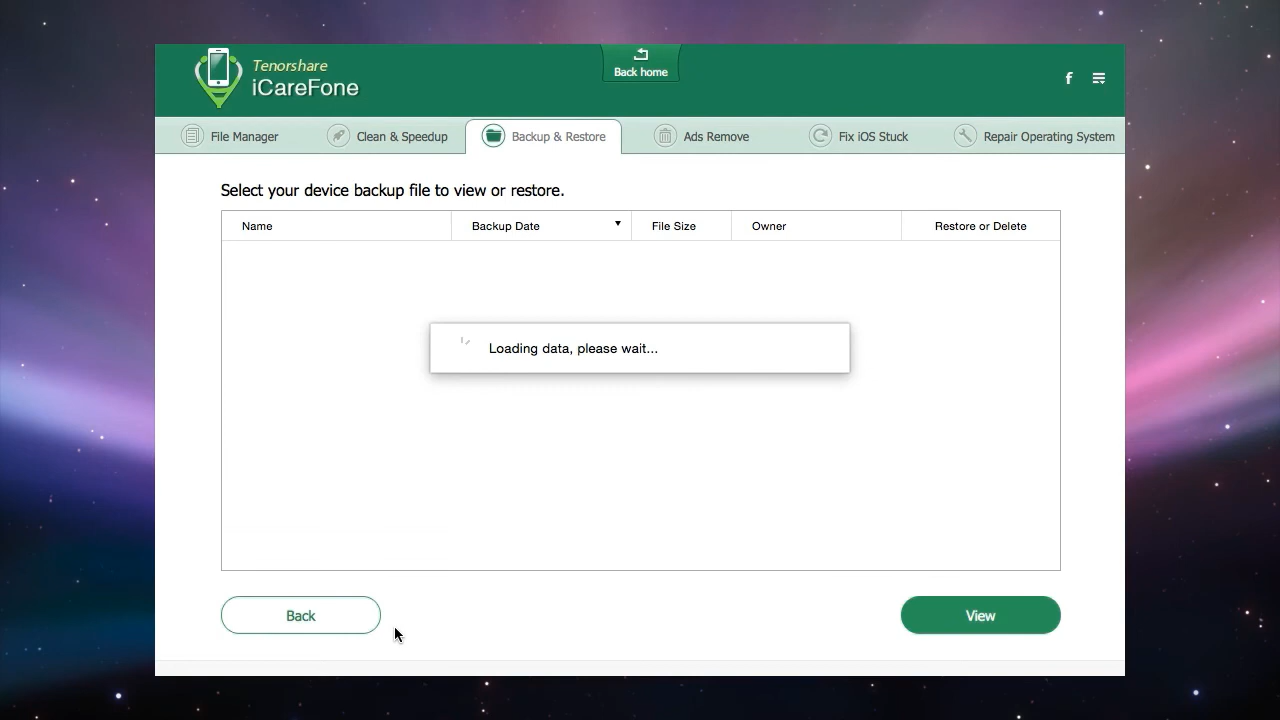 Tenorshare
iCareFone
Back home
f
File Manager
Clean & Speedup
Backup & Restore
Ads Remove
Fix iOS Stuck
Repair Operating System
Select your device backup file to view or restore.
Name
Backup Date
File Size
Owner
Restore or Delete
Loading data, please wait...
Back
View